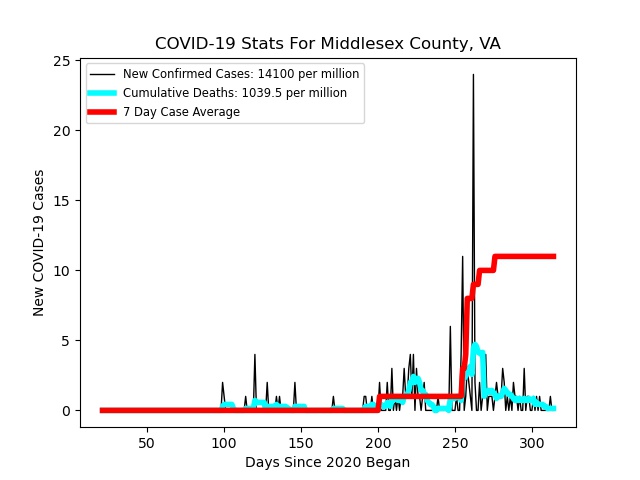 COVID-19 Stats For Middlesex County, VA
New Confirmed Cases: 14100 per million
Cumulative Deaths: 1039.5 per million
7 Day Case Average
New COVID-19 Cases
25
20
15
10
5
0
50 100 150 200 250 300
Days Since 2020 Began